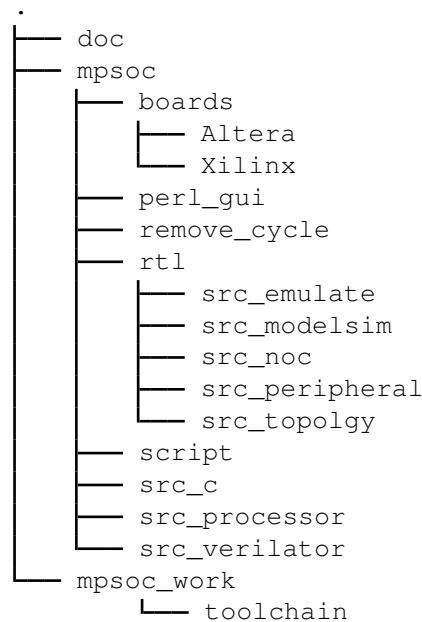 .
doc
mpsoc
boards
Altera
Xilinx
perl_gui
remove_cycle
rtl
src_emulate
src_modelsim
src_noc
src_peripheral
src_topolgy
script
src_c
src_processor
src_verilator
mpsoc_work
toolchain